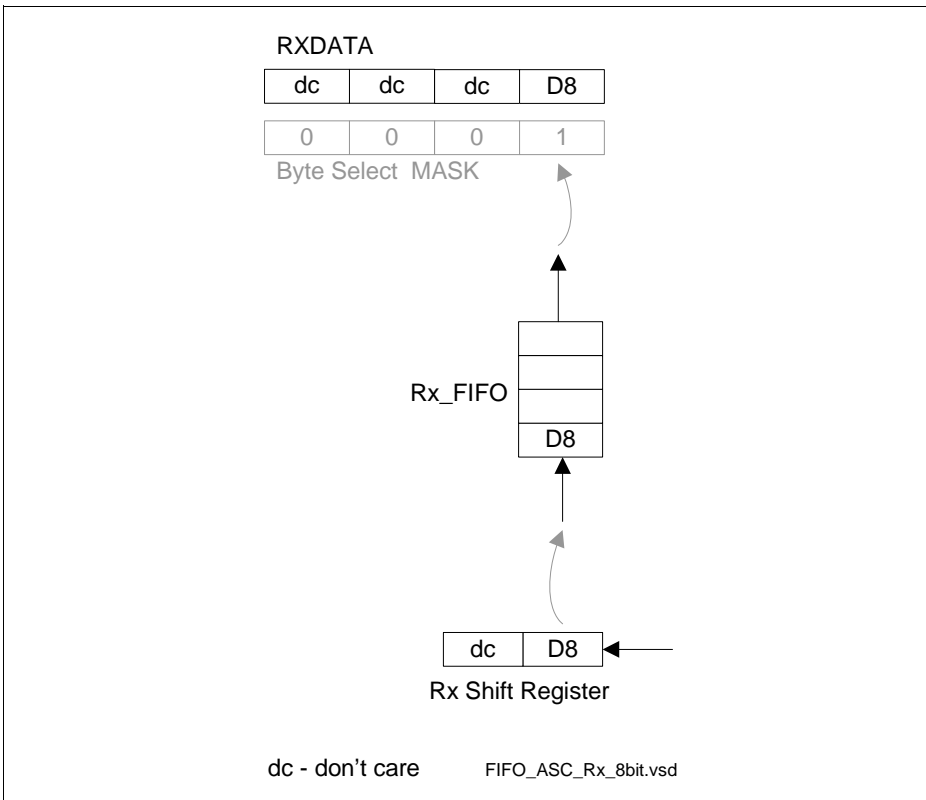 RXDATA
dc dc dc D8
0 0 0 1
Byte Select MASK
Rx_FIFO
D8
dc D8
Rx Shift Register
dc - don't care FIFO_ASC_Rx_8bit.vsd